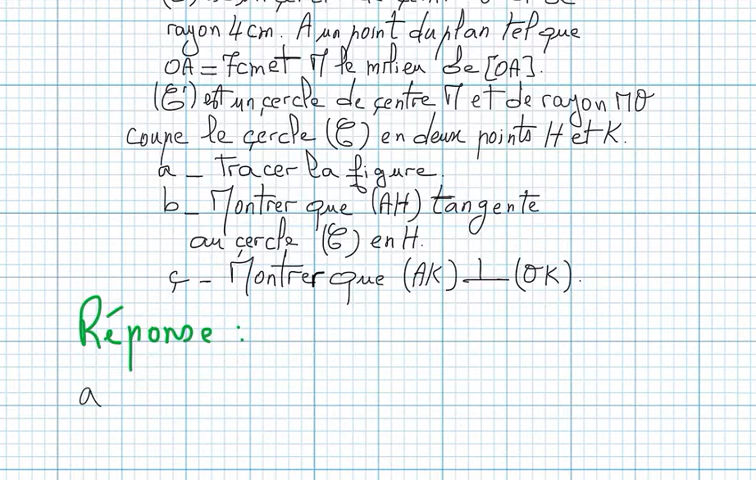 rayon 4 cm. A un point du plan tel que
OA = 7cm et M le milieu de [OA].
(C') est un cercle de centre M et de rayon MO
coupe le cercle (C) en deux points H et K.
a - Tracer la figure.
b - Montrer que (AH) tangente
au cercle (C) en H.
c - Montrer que (AK) ⊥ (OK).
Réponse :
a